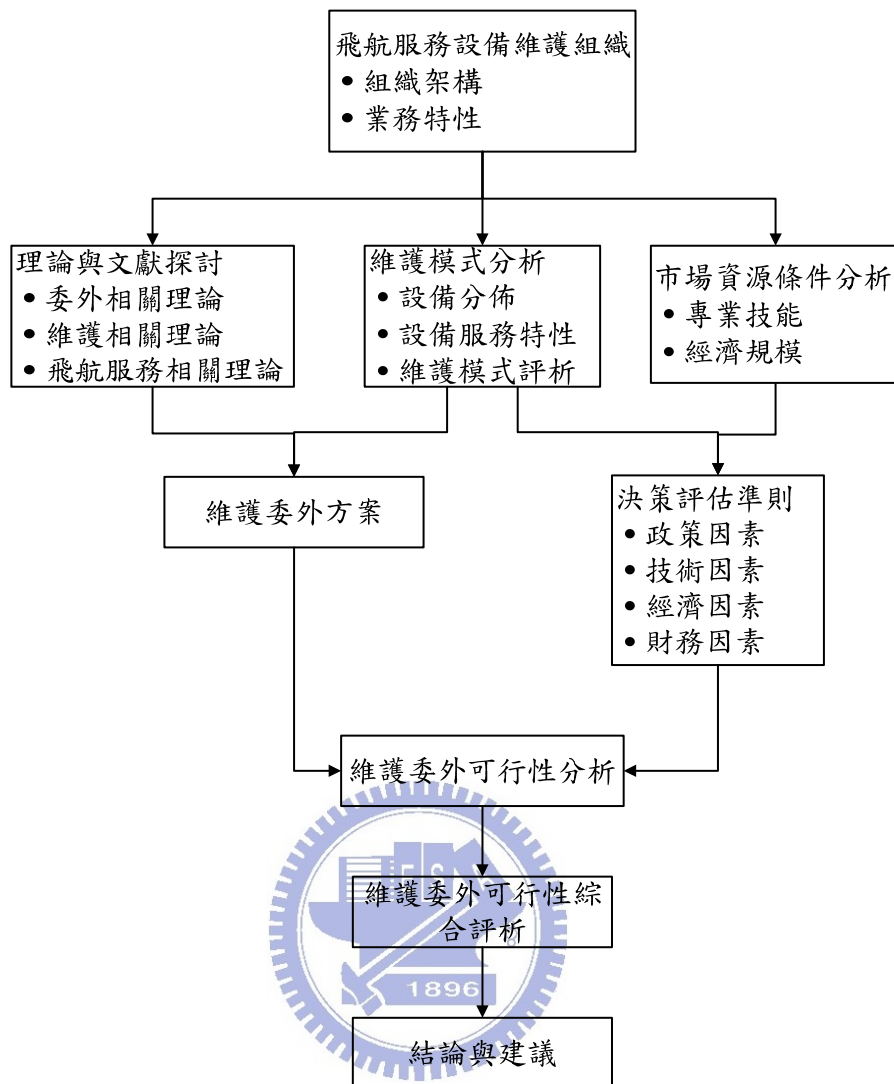 飛航服務設備維護組織
• 組織架構
• 業務特性
理論與文獻探討
• 委外相關理論
• 維護相關理論
• 飛航服務相關理論
維護模式分析
• 設備分佈
• 設備服務特性
• 維護模式評析
市場資源條件分析
• 專業技能
• 經濟規模
維護委外方案
決策評估準則
• 政策因素
• 技術因素
• 經濟因素
• 財務因素
維護委外可行性分析
維護委外可行性綜
合評析
1896
結論與建議